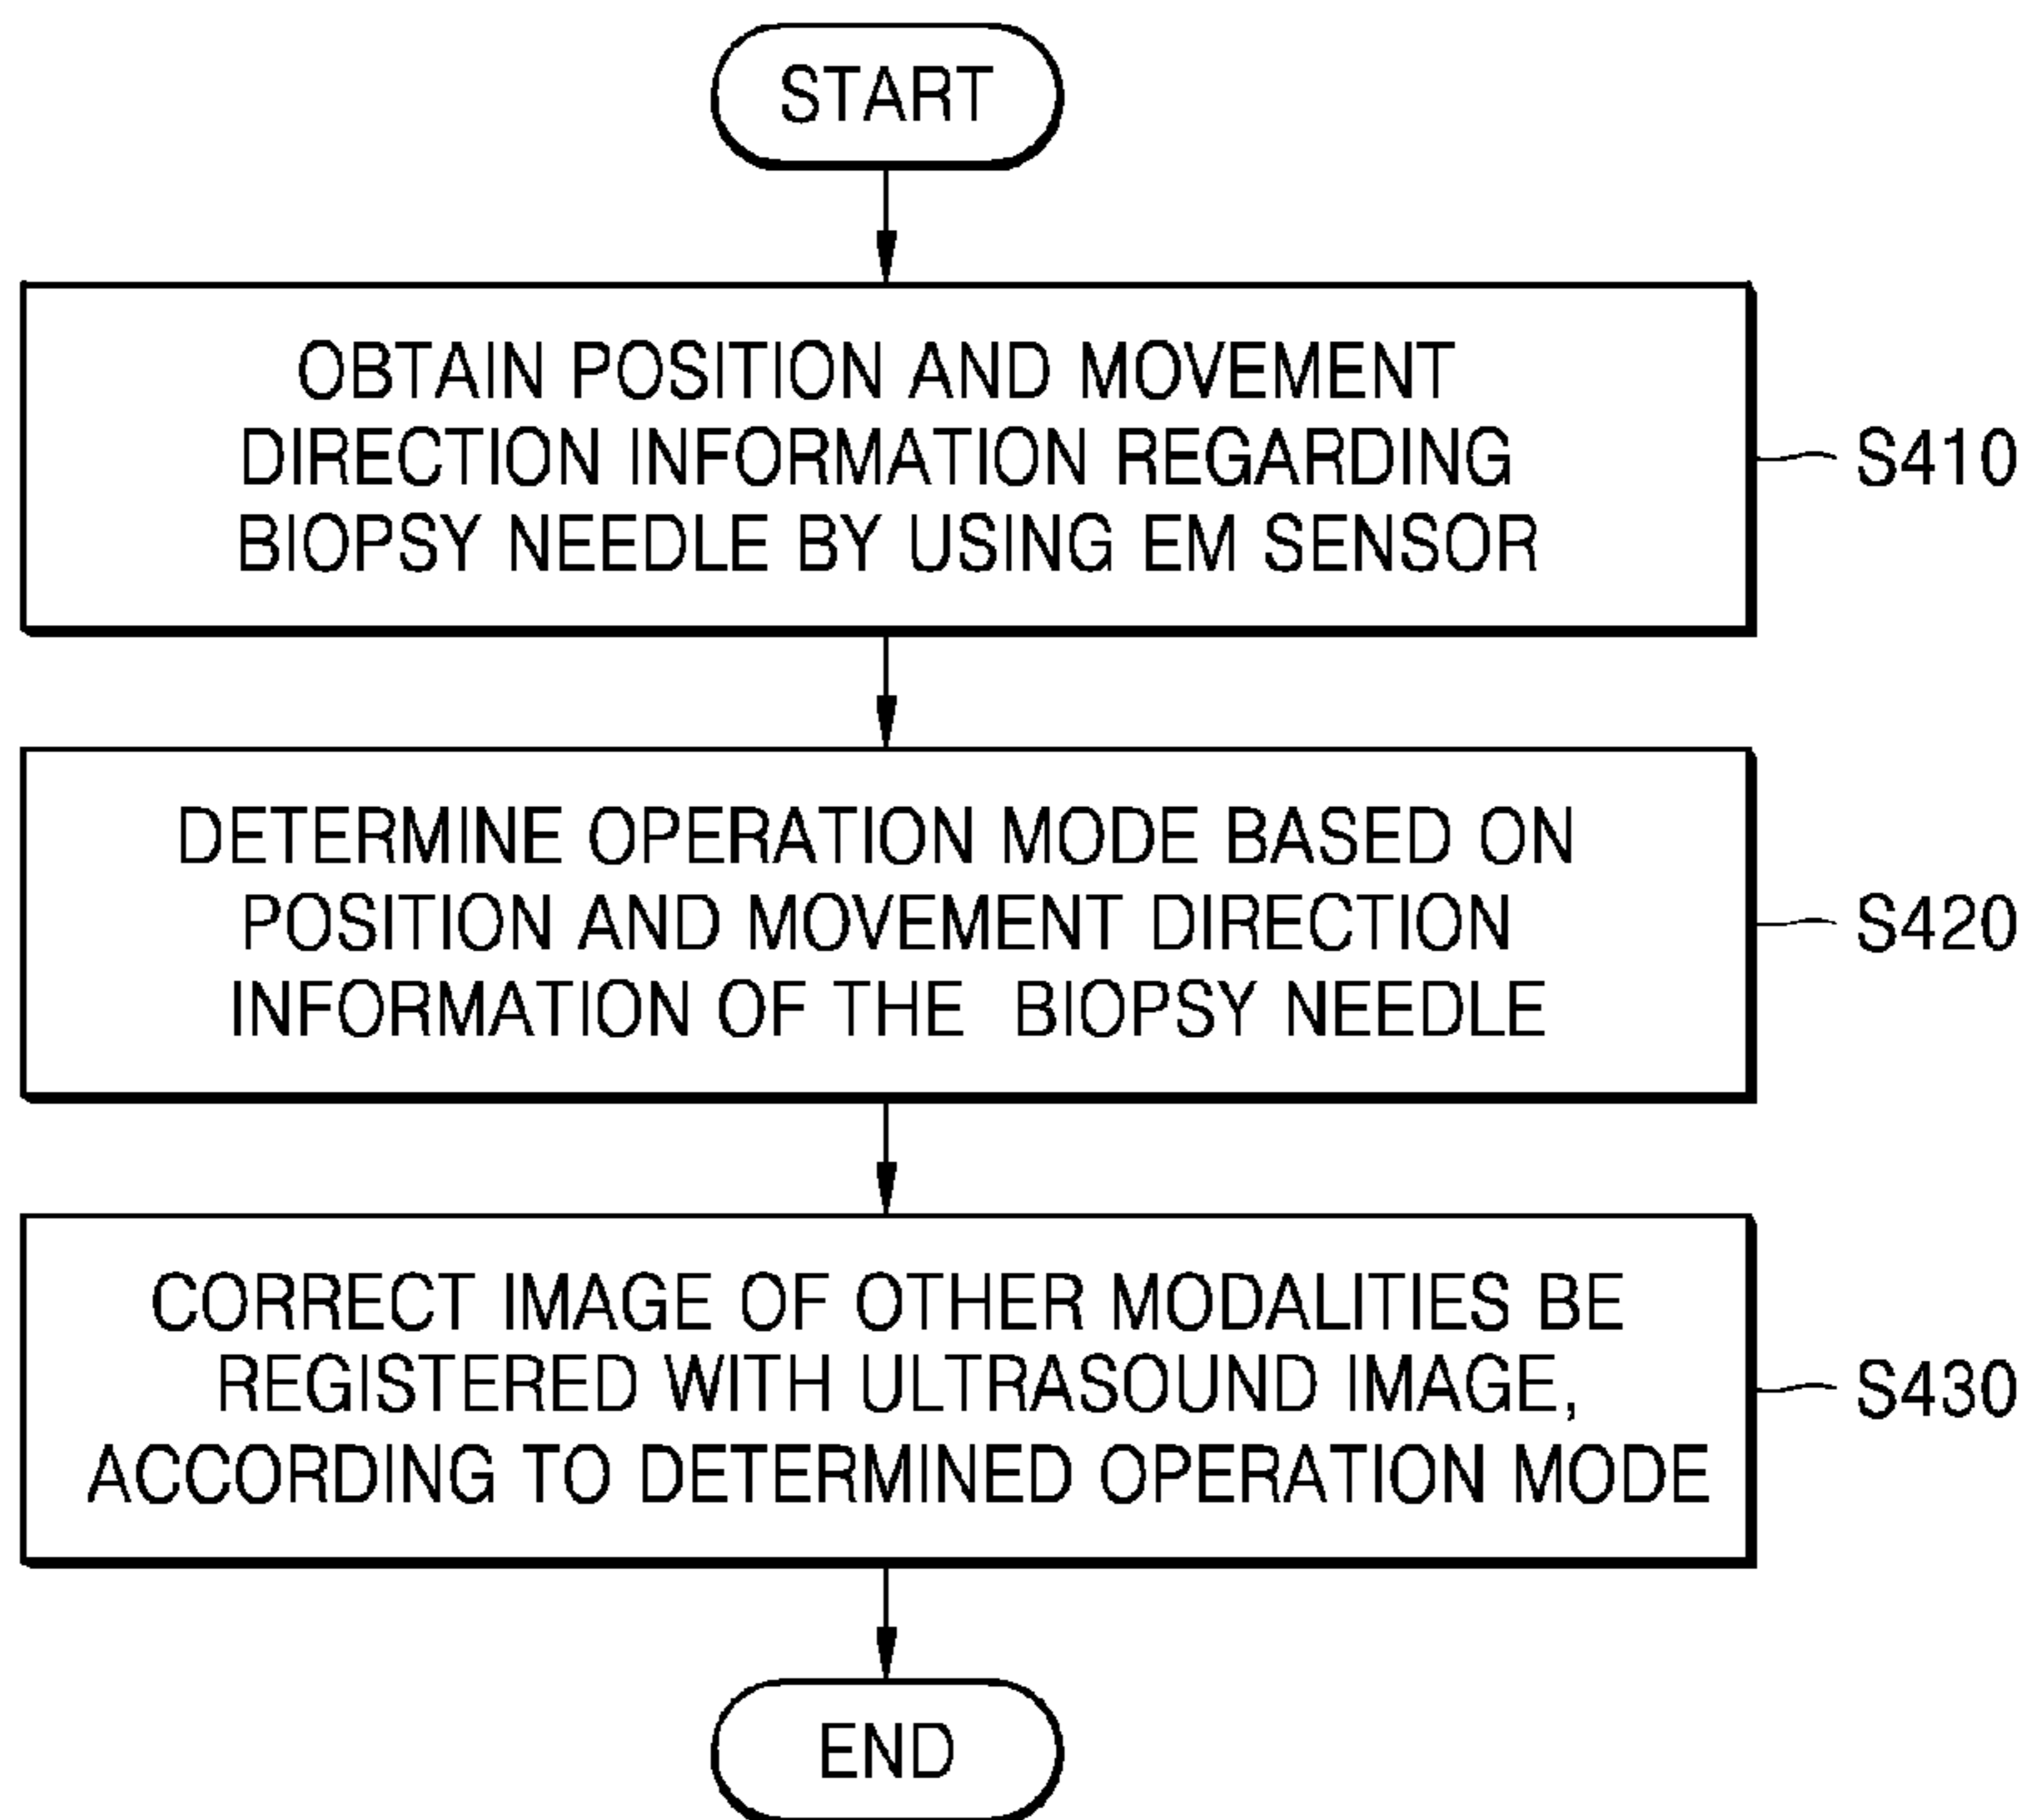 START
OBTAIN POSITION AND MOVEMENT
DIRECTION INFORMATION REGARDING
BIOPSY NEEDLE BY USING EM SENSOR
S410
DETERMINE OPERATION MODE BASED ON
POSITION AND MOVEMENT DIRECTION
INFORMATION OF THE BIOPSY NEEDLE
S420
CORRECT IMAGE OF OTHER MODALITIES BE
REGISTERED WITH ULTRASOUND IMAGE,
ACCORDING TO DETERMINED OPERATION MODE
S430
END